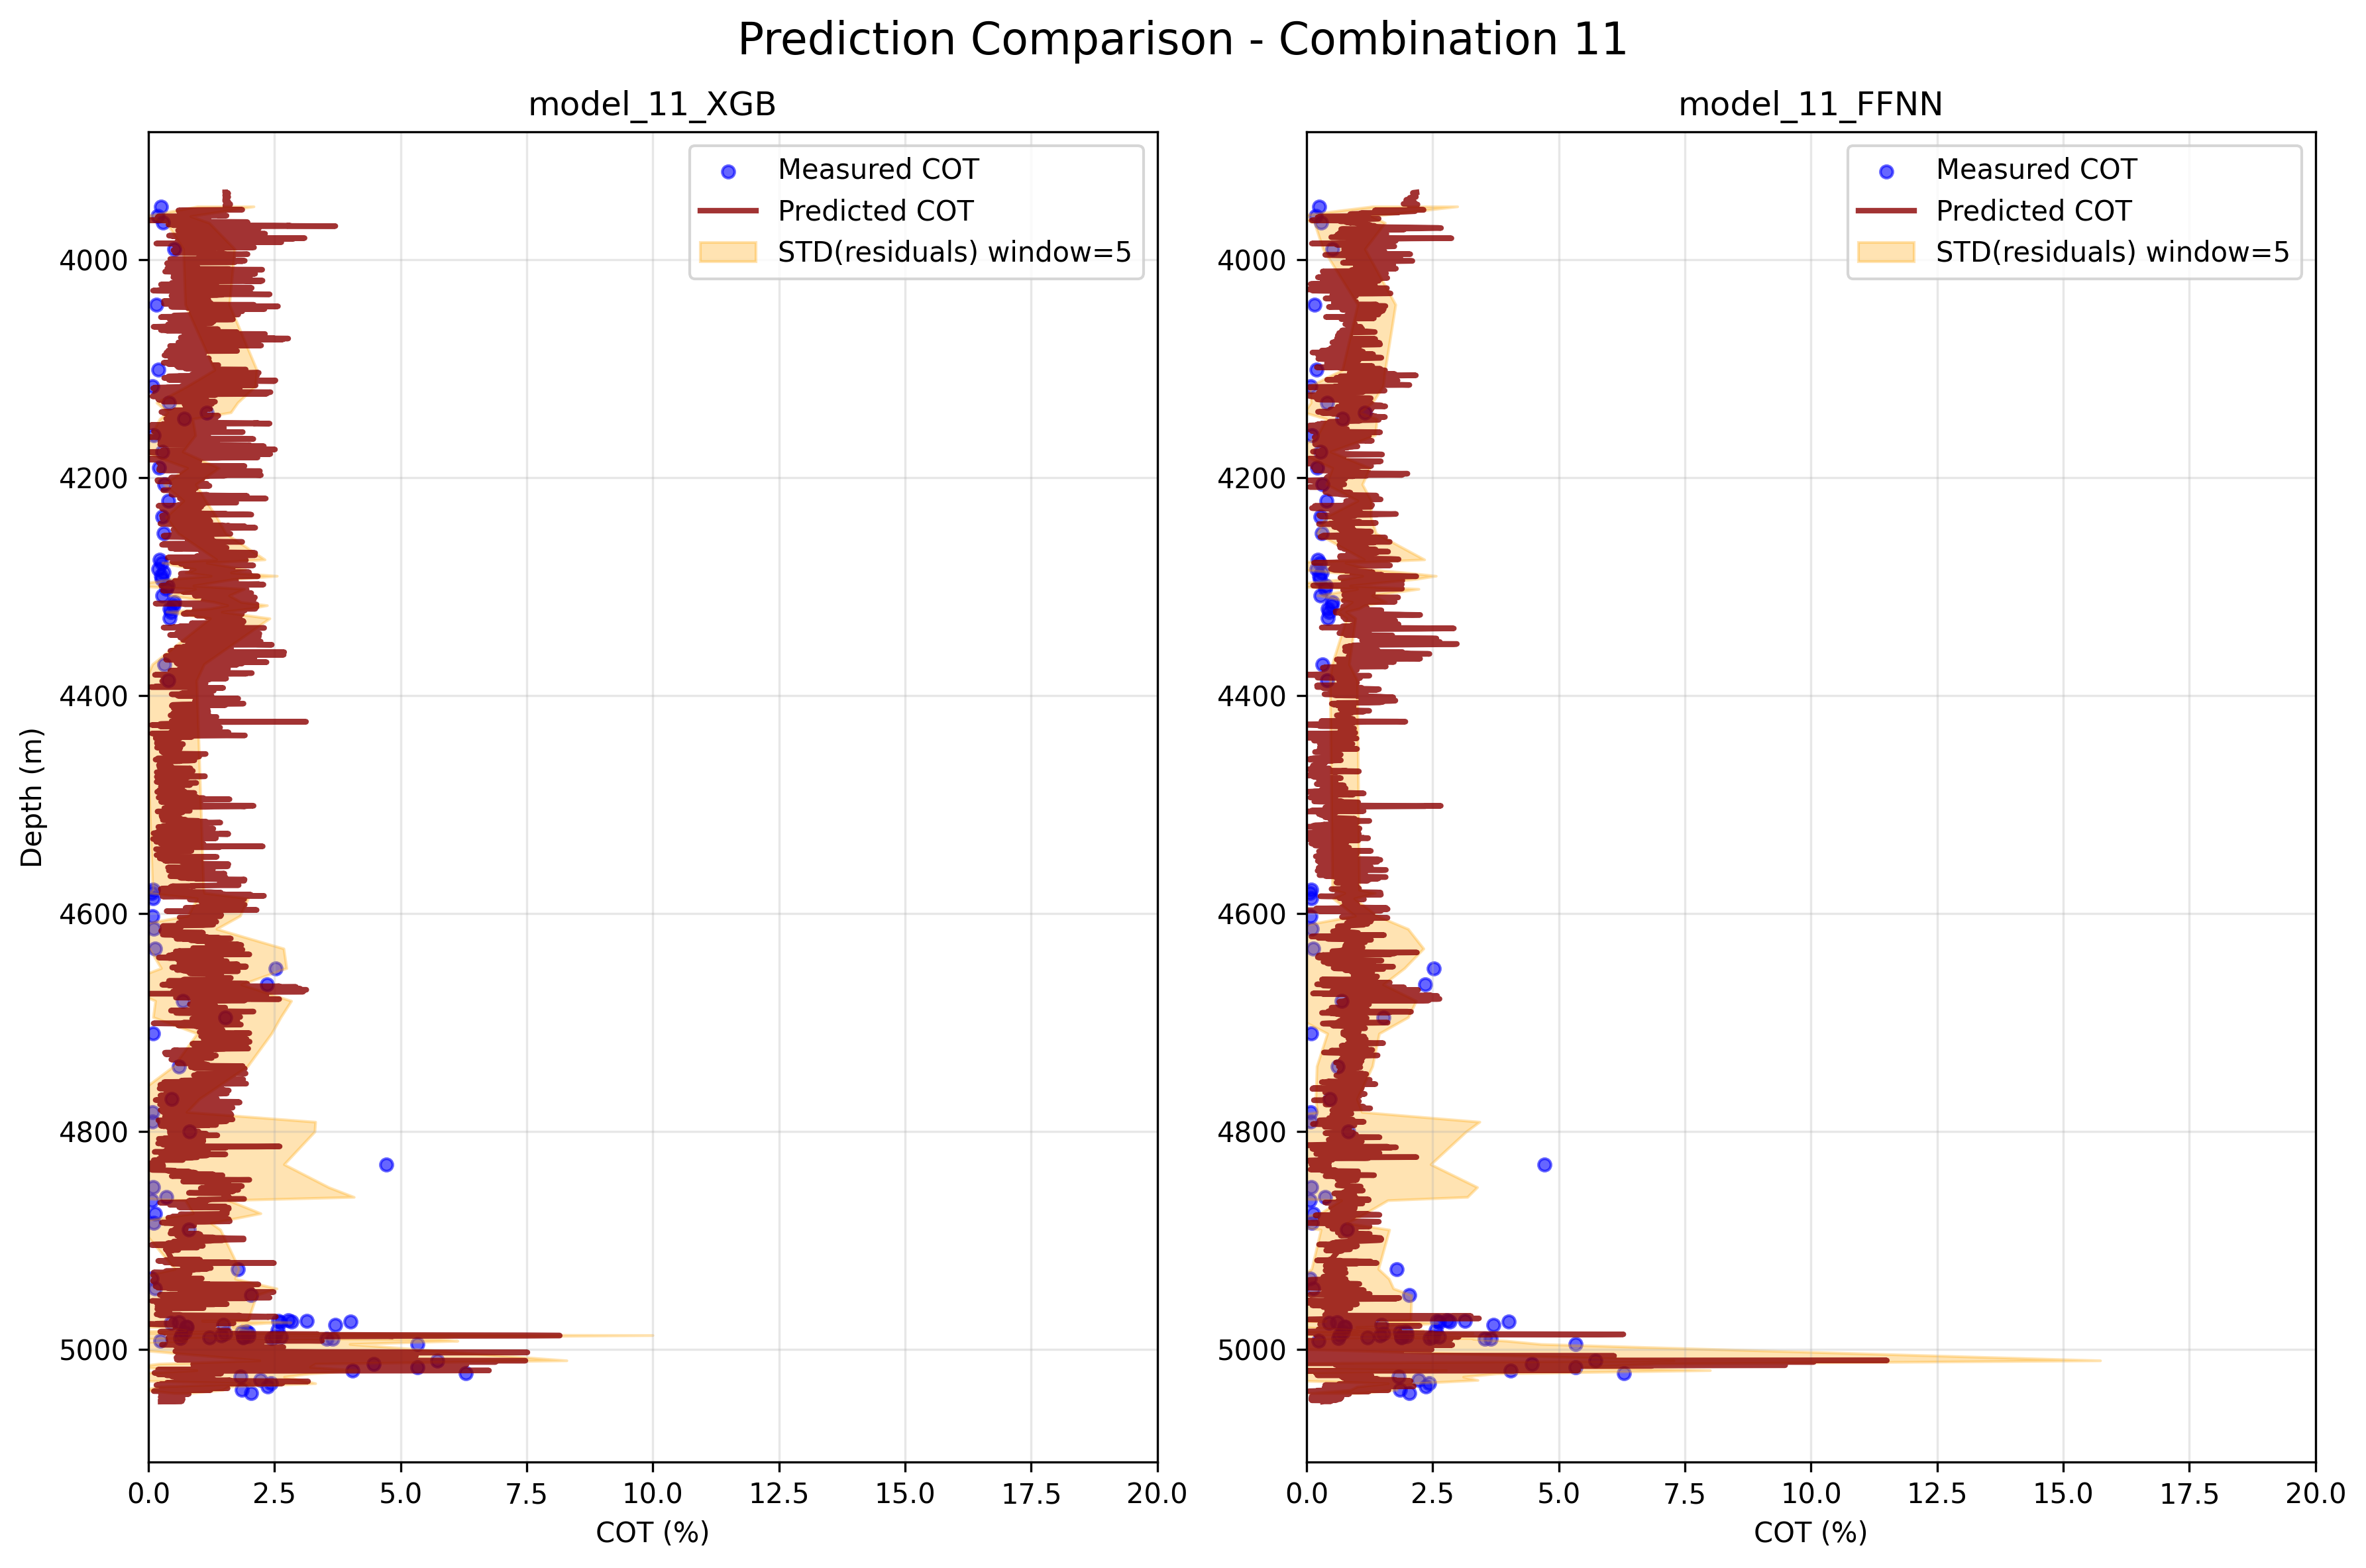 Prediction Comparison - Combination 11
model_11_XGB
Measured COT
Predicted COT
STD(residuals) window=5
4000
4200
4400
4600
4800
5000
Depth (m)
0.0 2.5 5.0 7.5 10.0 12.5 15.0 17.5 20.0
COT (%)
model_11_FFNN
Measured COT
Predicted COT
STD(residuals) window=5
4000
4200
4400
4600
4800
5000
0.0 2.5 5.0 7.5 10.0 12.5 15.0 17.5 20.0
COT (%)